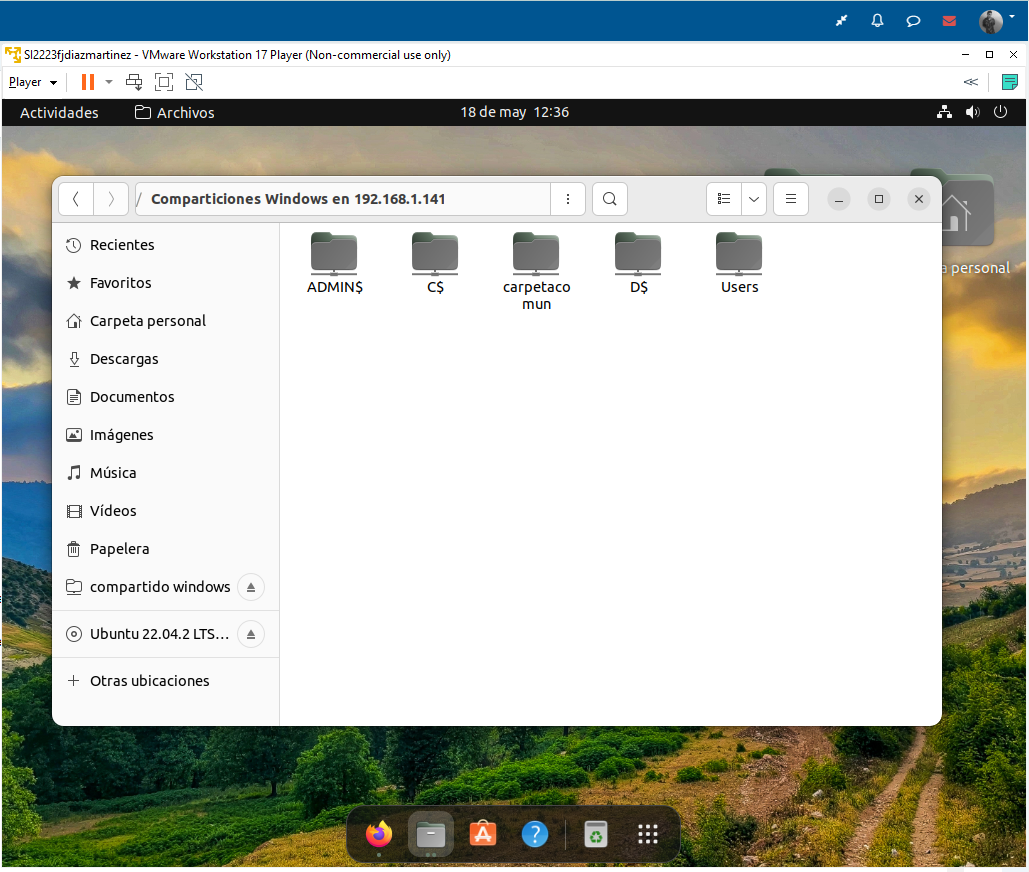 SI2223fjdiazmartinez - VMware Workstation 17 Player (Non-commercial use only)
Player
Actividades
Archivos
18 de may 12:36
/ Comparticiones Windows en 192.168.1.141
Recientes
Favoritos
Carpeta personal
Descargas
Documentos
Imágenes
Música
Vídeos
Papelera
compartido windows
Ubuntu 22.04.2 LTS...
+ Otras ubicaciones
ADMIN$
C$
carpetaco
mun
D$
Users
a personal